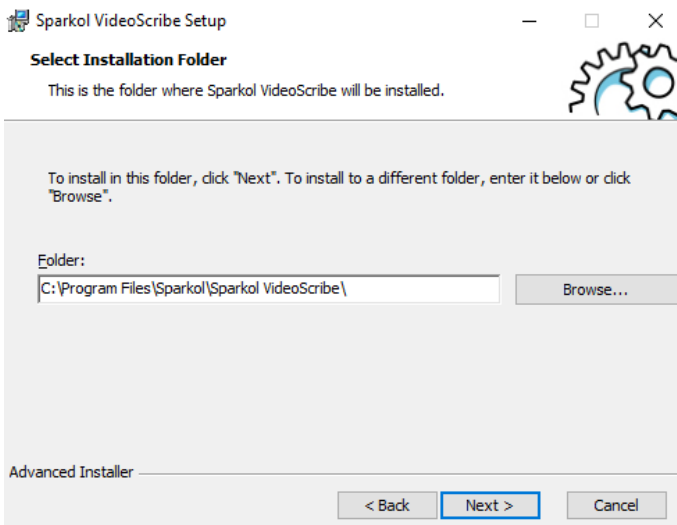 Sparkol VideoScribe Setup
Select Installation Folder
This is the folder where Sparkol VideoScribe will be installed.
To install in this folder, click "Next". To install to a different folder, enter it below or click
"Browse".
Folder:
C:\Program Files\Sparkol\Sparkol VideoScribe\
Browse...
Advanced Installer
< Back
Next >
Cancel